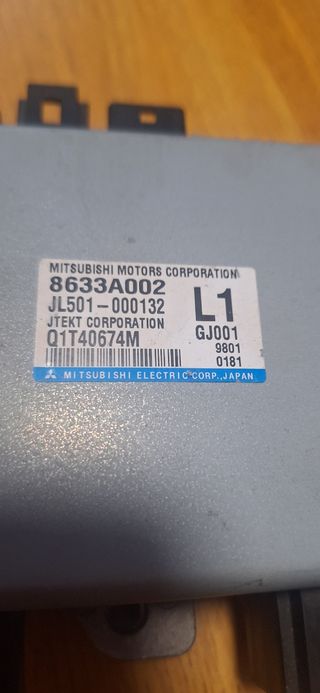 MITSUBISHI MOTORS CORPORATION
8633A002
JL501-000132
L1
JTEKT CORPORATION
GJ001
Q1T40674M
9801
0181
MITSUBISHI ELECTRIC CORP., JAPAN